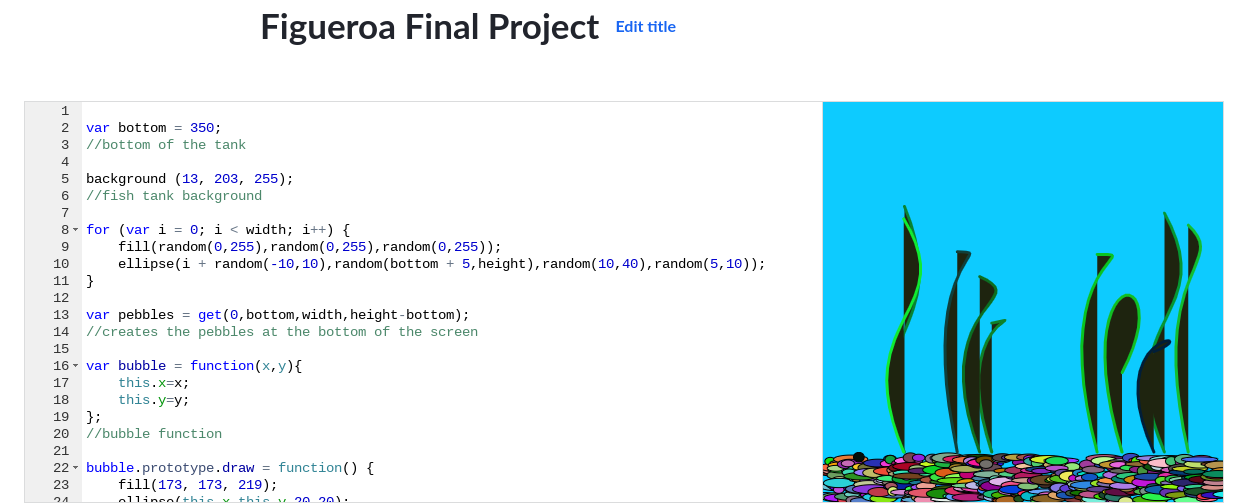 Figueroa Final Project Edit title
1
2 var bottom = 350;
3 //bottom of the tank
4
5 background (13, 203, 255);
6 //fish tank background
7
8 for (var i = 0; i < width; i++) {
9 fill(random(0,255),random(0,255),random(0,255));
10 ellipse(i + random(-10,10),random(bottom + 5,height),random(10,40),random(5,10));
11 }
12
13 var pebbles = get(0,bottom,width,height-bottom);
14 //creates the pebbles at the bottom of the screen
15
16 var bubble = function(x,y){
17 this.x=x;
18 this.y=y;
19 };
20 //bubble function
21
22 bubble.prototype.draw = function() {
23 fill(173, 173, 219);
24 ellipse(this.x,this.y,20,20);